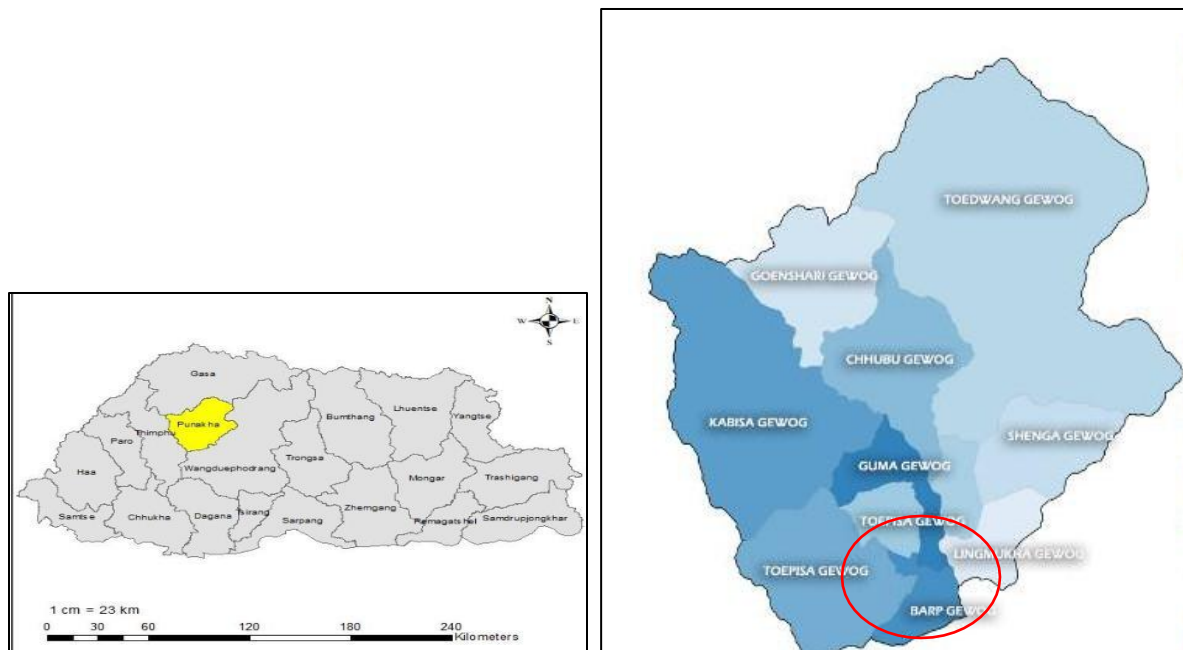 N
W E
S
Gasa
Punakha
Thimphu
Paro
Haa
Wangduephodrang
Bumthang
Lhuentse
Yangtse
Trongsa
Mongar
Trashigang
Samtse
Chhukha
Dagana
Tsirang
Sarpang
Zhemgang
Pemagatshel
Samdrupjongkhar
1 cm = 23 km
0 30 60 120 180 240
Kilometers
TOEDWANG GEWOG
GOENSHARI GEWOG
CHHUBU GEWOG
KABISA GEWOG
SHENGA GEWOG
GUMA GEWOG
TOEPISA GEWOG
LINGMUKHA GEWOG
TOEPISA GEWOG
BARP GEWOG